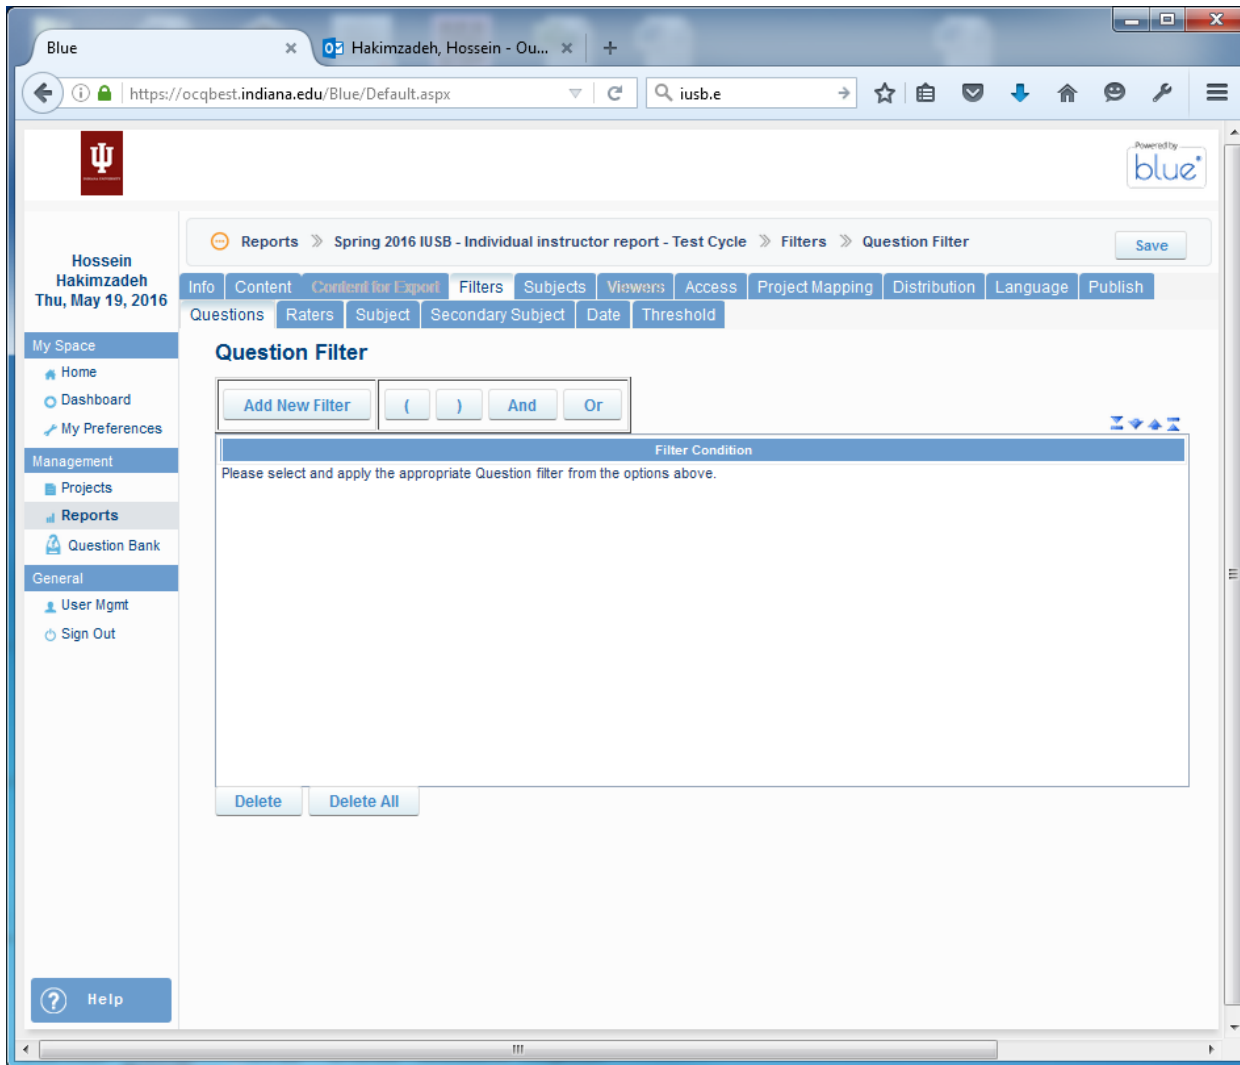 Blue
Hakimzadeh, Hossein - Ou...
https://ocqbest.indiana.edu/Blue/Default.aspx
iusb.e
Powered by
blue
Hossein
Hakimzadeh
Thu, May 19, 2016
Reports » Spring 2016 IUSB - Individual instructor report - Test Cycle » Filters » Question Filter
Save
Info Content Content for Export Filters Subjects Viewers Access Project Mapping Distribution Language Publish
Questions Raters Subject Secondary Subject Date Threshold
My Space
Home
Dashboard
My Preferences
Management
Projects
Reports
Question Bank
General
User Mgmt
Sign Out
Question Filter
Add New Filter ( ) And Or
Filter Condition
Please select and apply the appropriate Question filter from the options above.
Delete Delete All
? Help